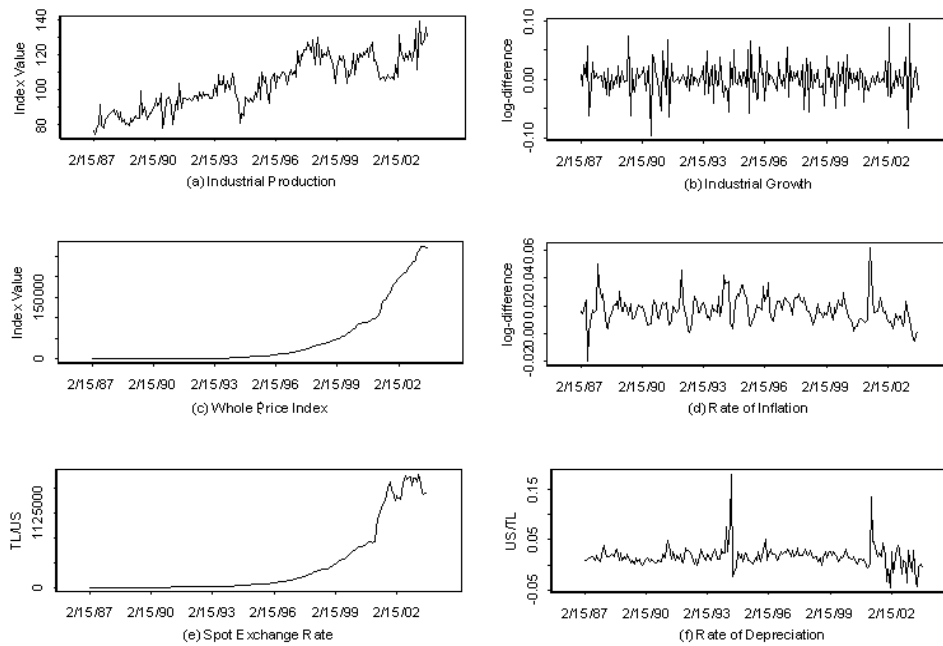 Index Value
140
120
100
80
2/15/87 2/15/90 2/15/93 2/15/96 2/15/99 2/15/02
(a) Industrial Production
log-difference
0.10
0.00
-0.10
2/15/87 2/15/90 2/15/93 2/15/96 2/15/99 2/15/02
(b) Industrial Growth
Index Value
150000
0
2/15/87 2/15/90 2/15/93 2/15/96 2/15/99 2/15/02
(c) Whole Price Index
log-difference
-0.020.000.020.040.06
2/15/87 2/15/90 2/15/93 2/15/96 2/15/99 2/15/02
(d) Rate of Inflation
TL/US
1125000
0
2/15/87 2/15/90 2/15/93 2/15/96 2/15/99 2/15/02
(e) Spot Exchange Rate
US/TL
0.15
0.05
-0.05
2/15/87 2/15/90 2/15/93 2/15/96 2/15/99 2/15/02
(f) Rate of Depreciation